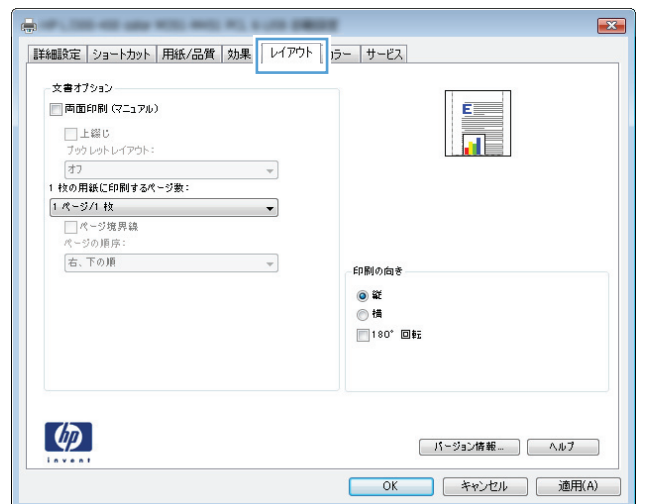 詳細設定 ショートカット 用紙/品質 効果 レイアウト ラー サービス
文書オプション
両面印刷 (マニュアル)
上綴じ
ブックレットレイアウト:
オフ
1 枚の用紙に印刷するページ数:
1 ページ/1 枚
ページ境界線
ページの順序:
右、下の順
E
印刷の向き
縦
横
180° 回転
hp
invent
バージョン情報... ヘルプ
OK キャンセル 適用(A)